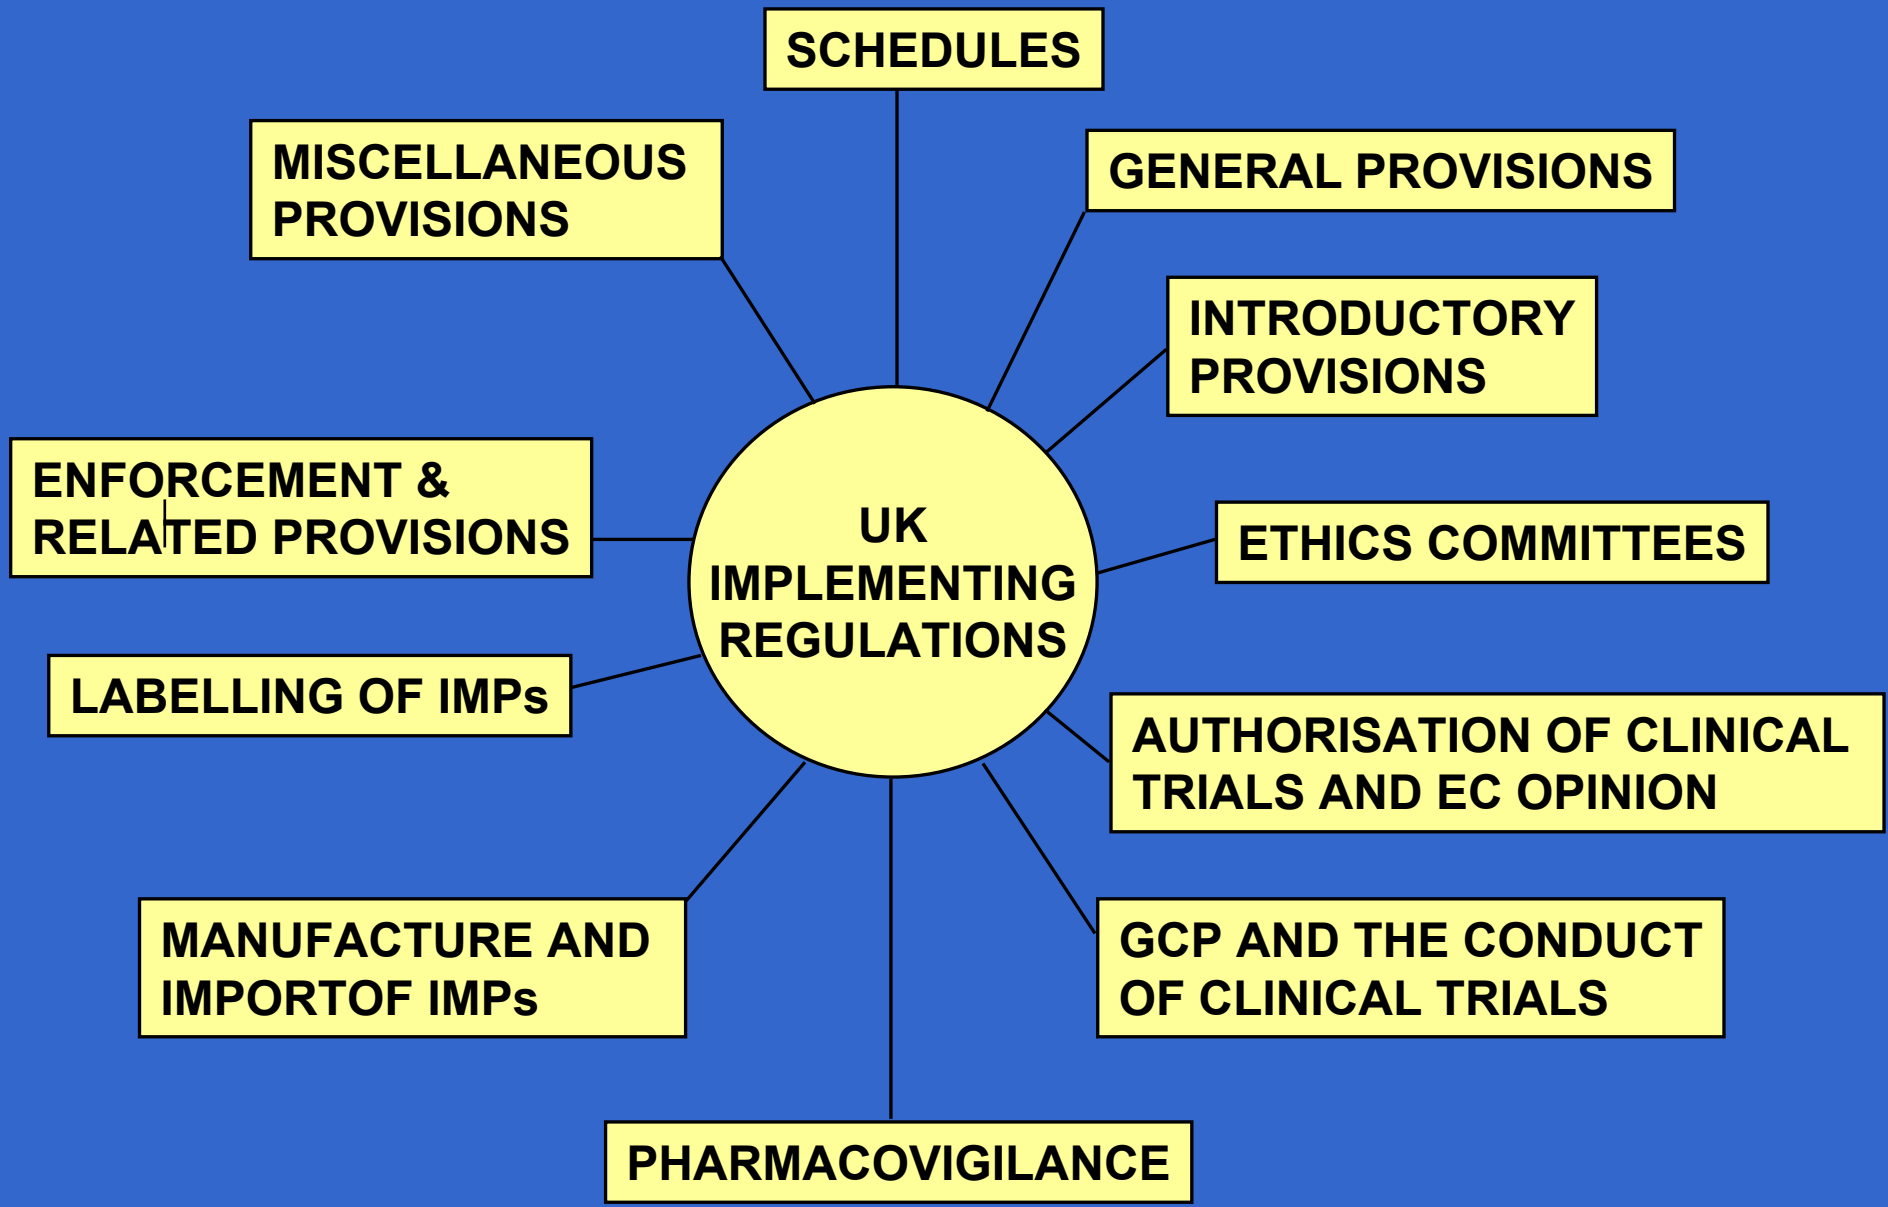 SCHEDULES
MISCELLANEOUS
PROVISIONS
GENERAL PROVISIONS
INTRODUCTORY
PROVISIONS
ENFORCEMENT &
RELATED PROVISIONS
UK
IMPLEMENTING
REGULATIONS
ETHICS COMMITTEES
LABELLING OF IMPs
AUTHORISATION OF CLINICAL
TRIALS AND EC OPINION
MANUFACTURE AND
IMPORTOF IMPs
GCP AND THE CONDUCT
OF CLINICAL TRIALS
PHARMACOVIGILANCE